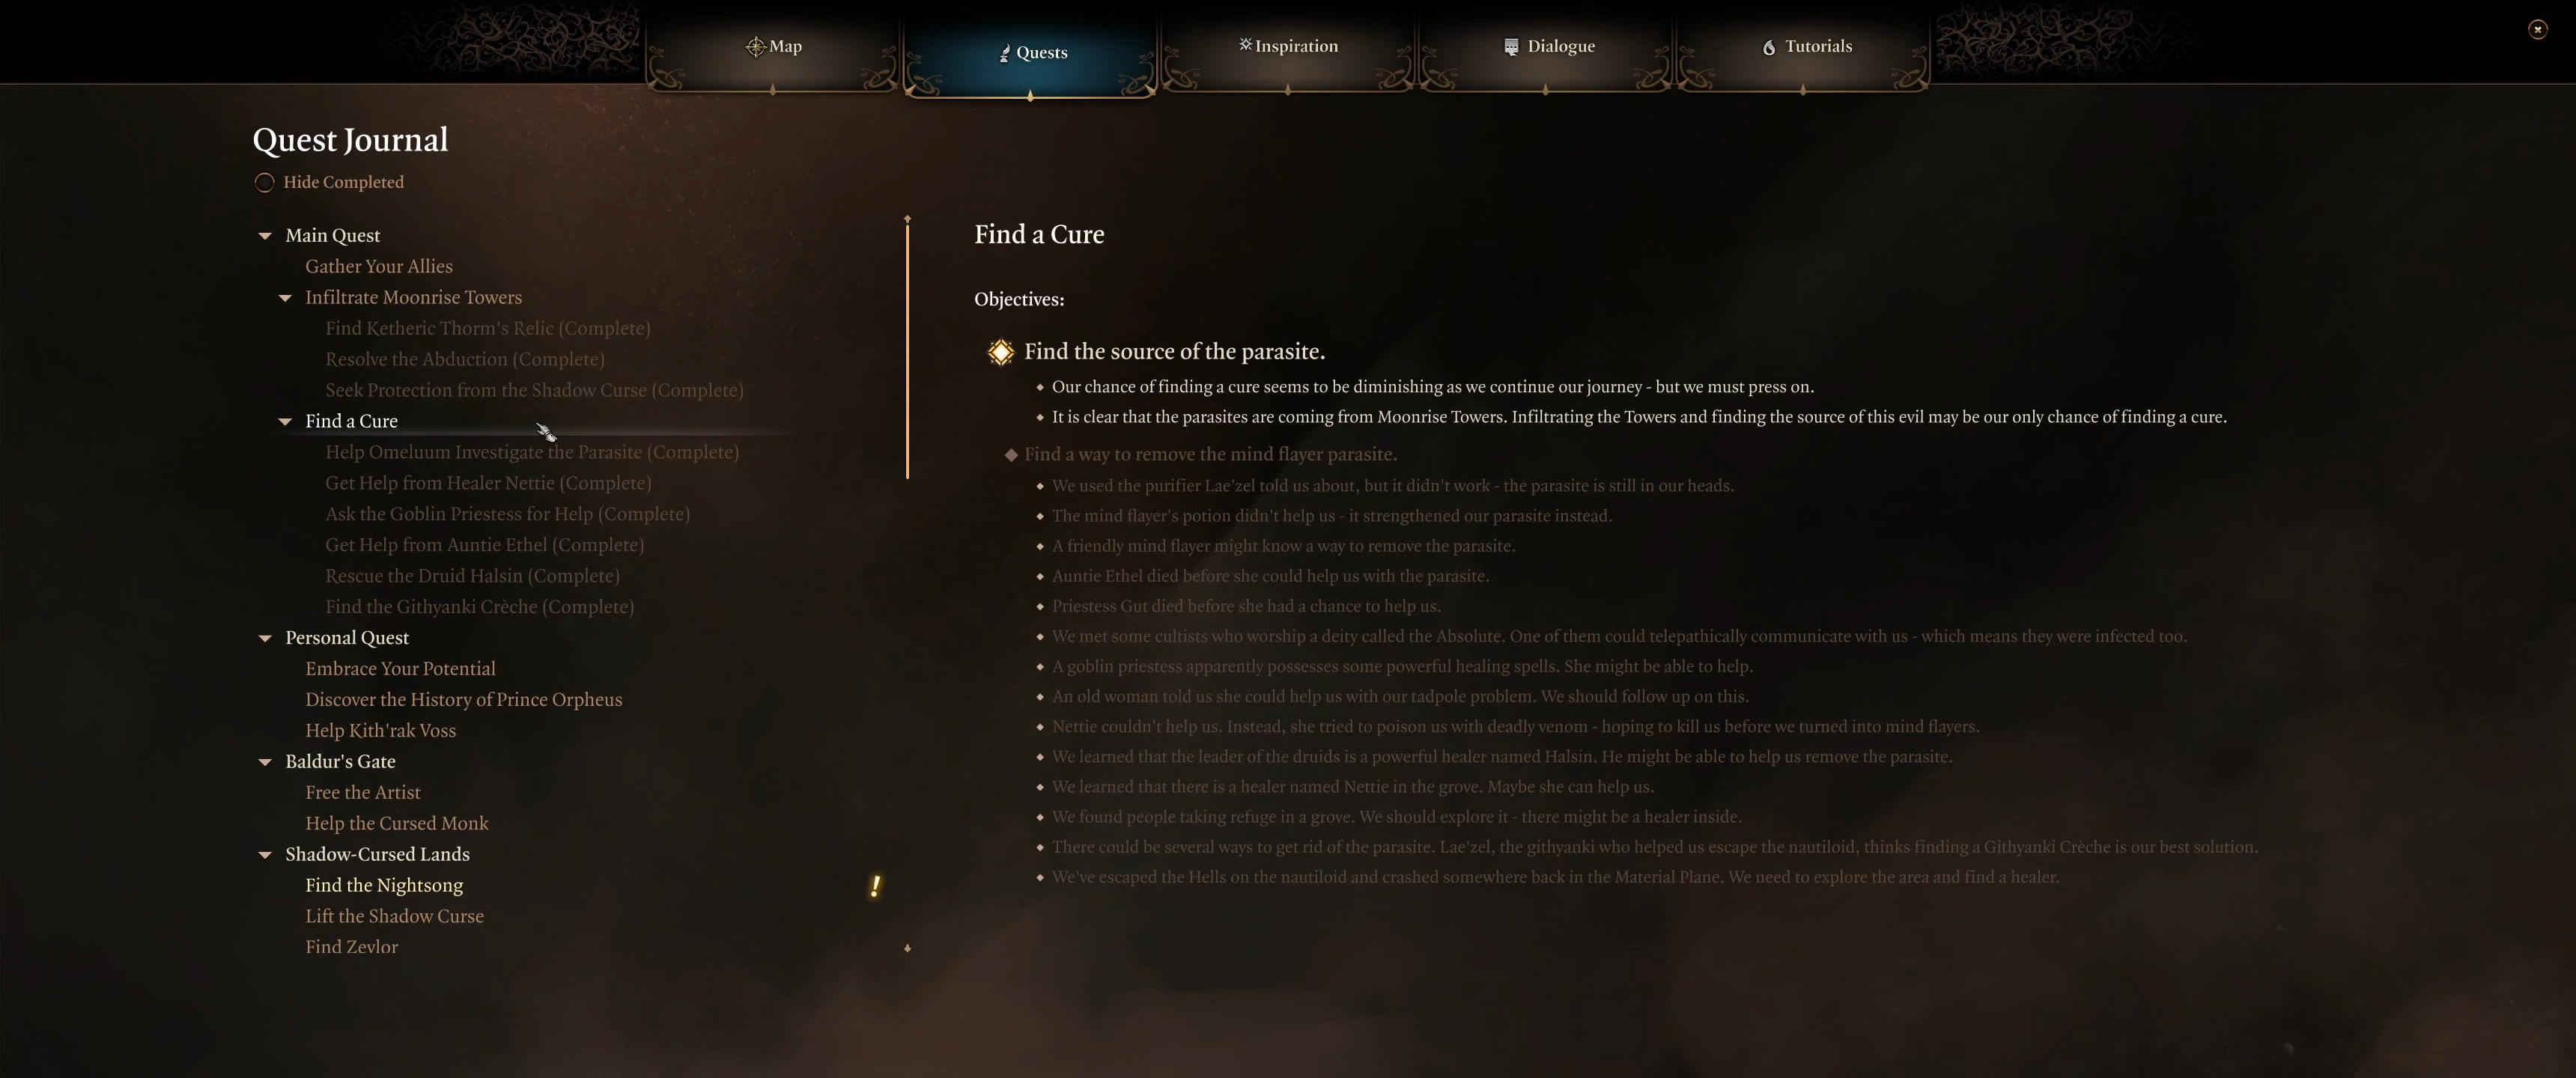 Map
Quests
Inspiration
Dialogue
Tutorials
Quest Journal
Hide Completed
Main Quest
Gather Your Allies
Infiltrate Moonrise Towers
Find Ketheric Thorm's Relic (Complete)
Resolve the Abduction (Complete)
Seek Protection from the Shadow Curse (Complete)
Find a Cure
Help Omeluum Investigate the Parasite (Complete)
Get Help from Healer Nettie (Complete)
Ask the Goblin Priestess for Help (Complete)
Get Help from Auntie Ethel (Complete)
Rescue the Druid Halsin (Complete)
Find the Githyanki Crèche (Complete)
Personal Quest
Embrace Your Potential
Discover the History of Prince Orpheus
Help Kith'rak Voss
Baldur's Gate
Free the Artist
Help the Cursed Monk
Shadow-Cursed Lands
Find the Nightsong
Lift the Shadow Curse
Find Zevlor
Find a Cure
Objectives:
Find the source of the parasite.
Our chance of finding a cure seems to be diminishing as we continue our journey - but we must press on.
It is clear that the parasites are coming from Moonrise Towers. Infiltrating the Towers and finding the source of this evil may be our only chance of finding a cure.
Find a way to remove the mind flayer parasite.
We used the purifier Lae'zel told us about, but it didn't work - the parasite is still in our heads.
The mind flayer's potion didn't help us - it strengthened our parasite instead.
A friendly mind flayer might know a way to remove the parasite.
Auntie Ethel died before she could help us with the parasite.
Priestess Gut died before she had a chance to help us.
We met some cultists who worship a deity called the Absolute. One of them could telepathically communicate with us - which means they were infected too.
A goblin priestess apparently possesses some powerful healing spells. She might be able to help.
An old woman told us she could help us with our tadpole problem. We should follow up on this.
Nettie couldn't help us. Instead, she tried to poison us with deadly venom - hoping to kill us before we turned into mind flayers.
We learned that the leader of the druids is a powerful healer named Halsin. He might be able to help us remove the parasite.
We learned that there is a healer named Nettie in the grove. Maybe she can help us.
We found people taking refuge in a grove. We should explore it - there might be a healer inside.
There could be several ways to get rid of the parasite. Lae'zel, the githyanki who helped us escape the nautiloid, thinks finding a Githyanki Crèche is our best solution.
We've escaped the Hells on the nautiloid and crashed somewhere back in the Material Plane. We need to explore the area and find a healer.